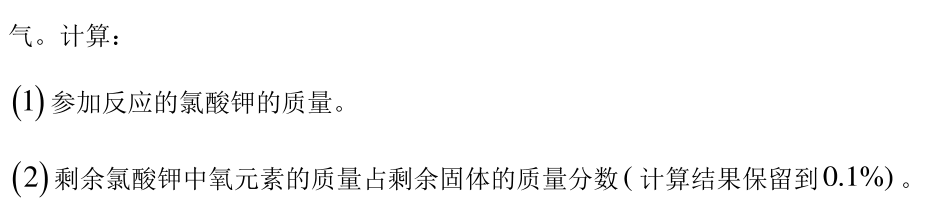 气。计算：
(1)参加反应的氯酸钾的质量。
(2)剩余氯酸钾中氧元素的质量占剩余固体的质量分数(计算结果保留到0.1%)。